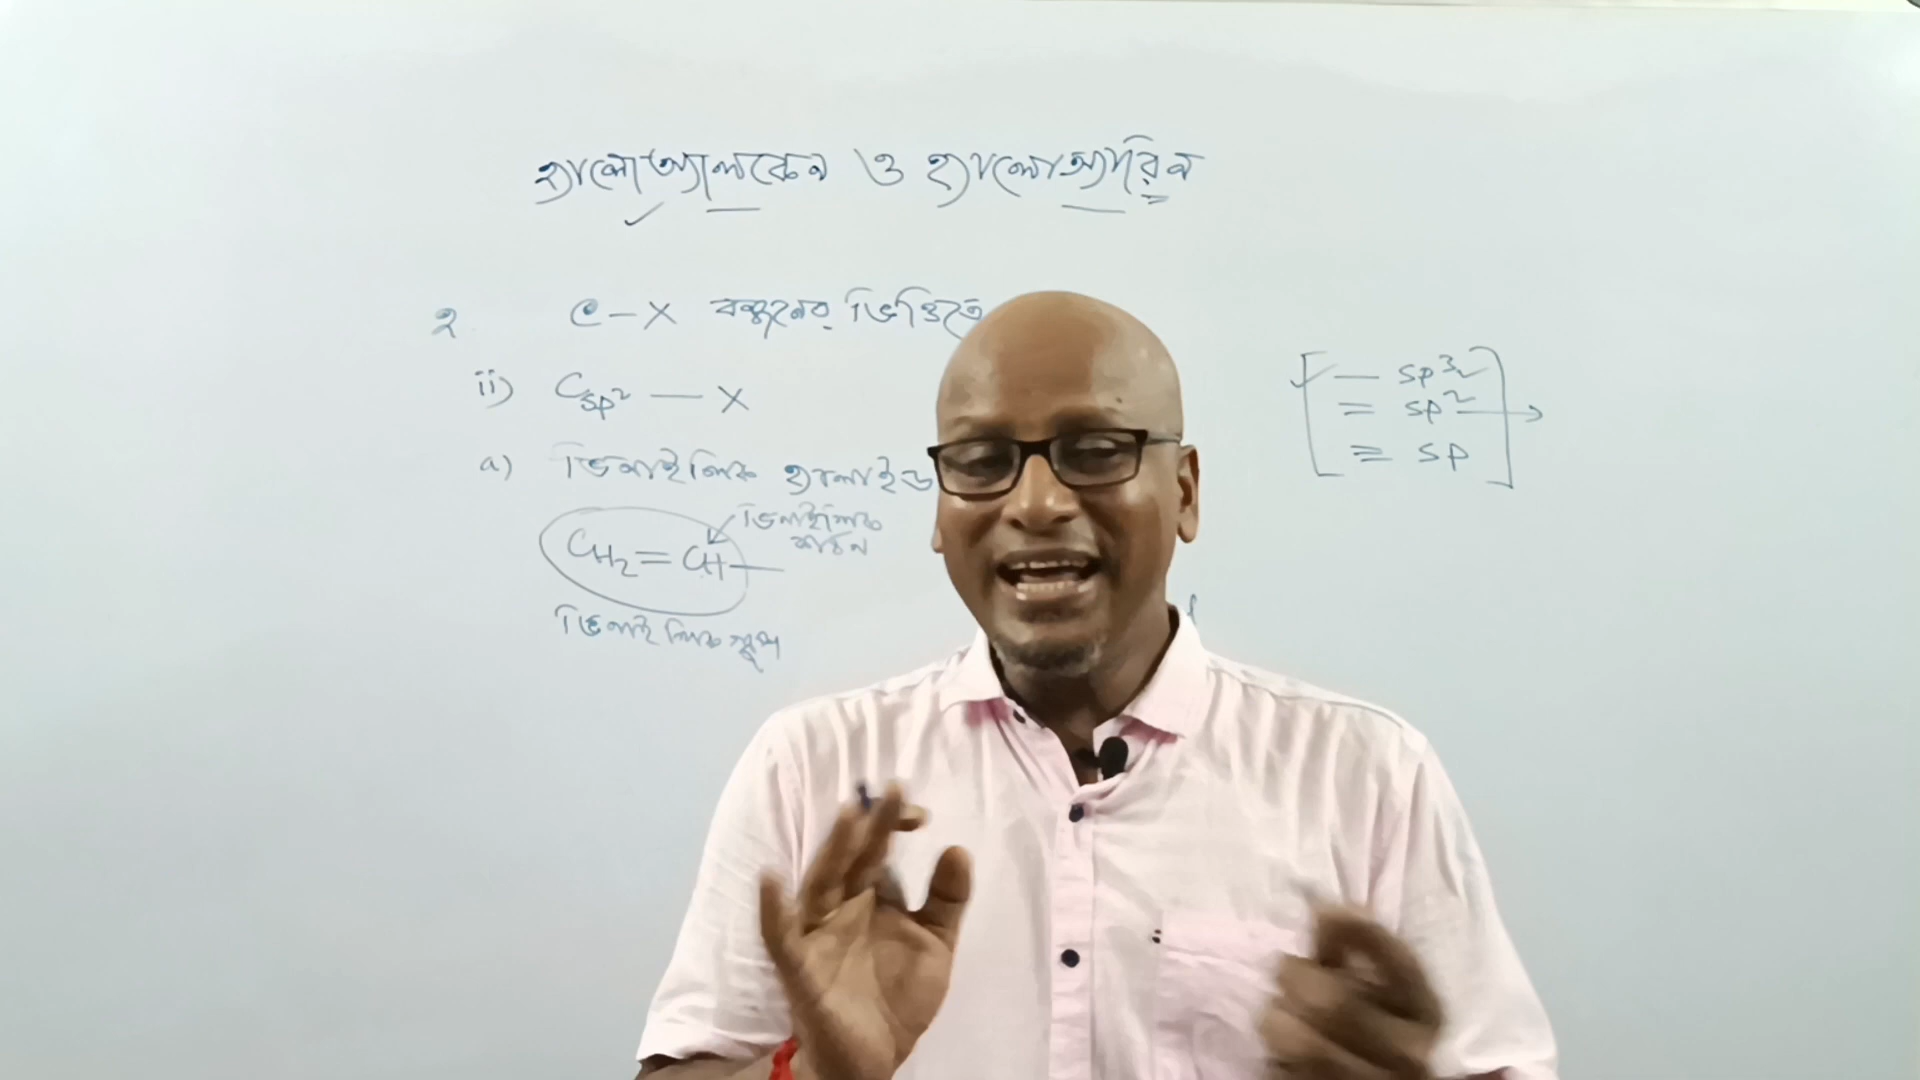 হ্যালোঅ্যালকেন ও হ্যালোঅ্যারিন
২ C–X বন্ধনের ভিত্তিতে
ii) Csp² — X
a) ভিনাইলিক হ্যালাইড
ভিনাইলিক
কার্বন
CH₂=CH—
ভিনাইলিক গ্রুপ
— sp³
= sp²
≡ sp